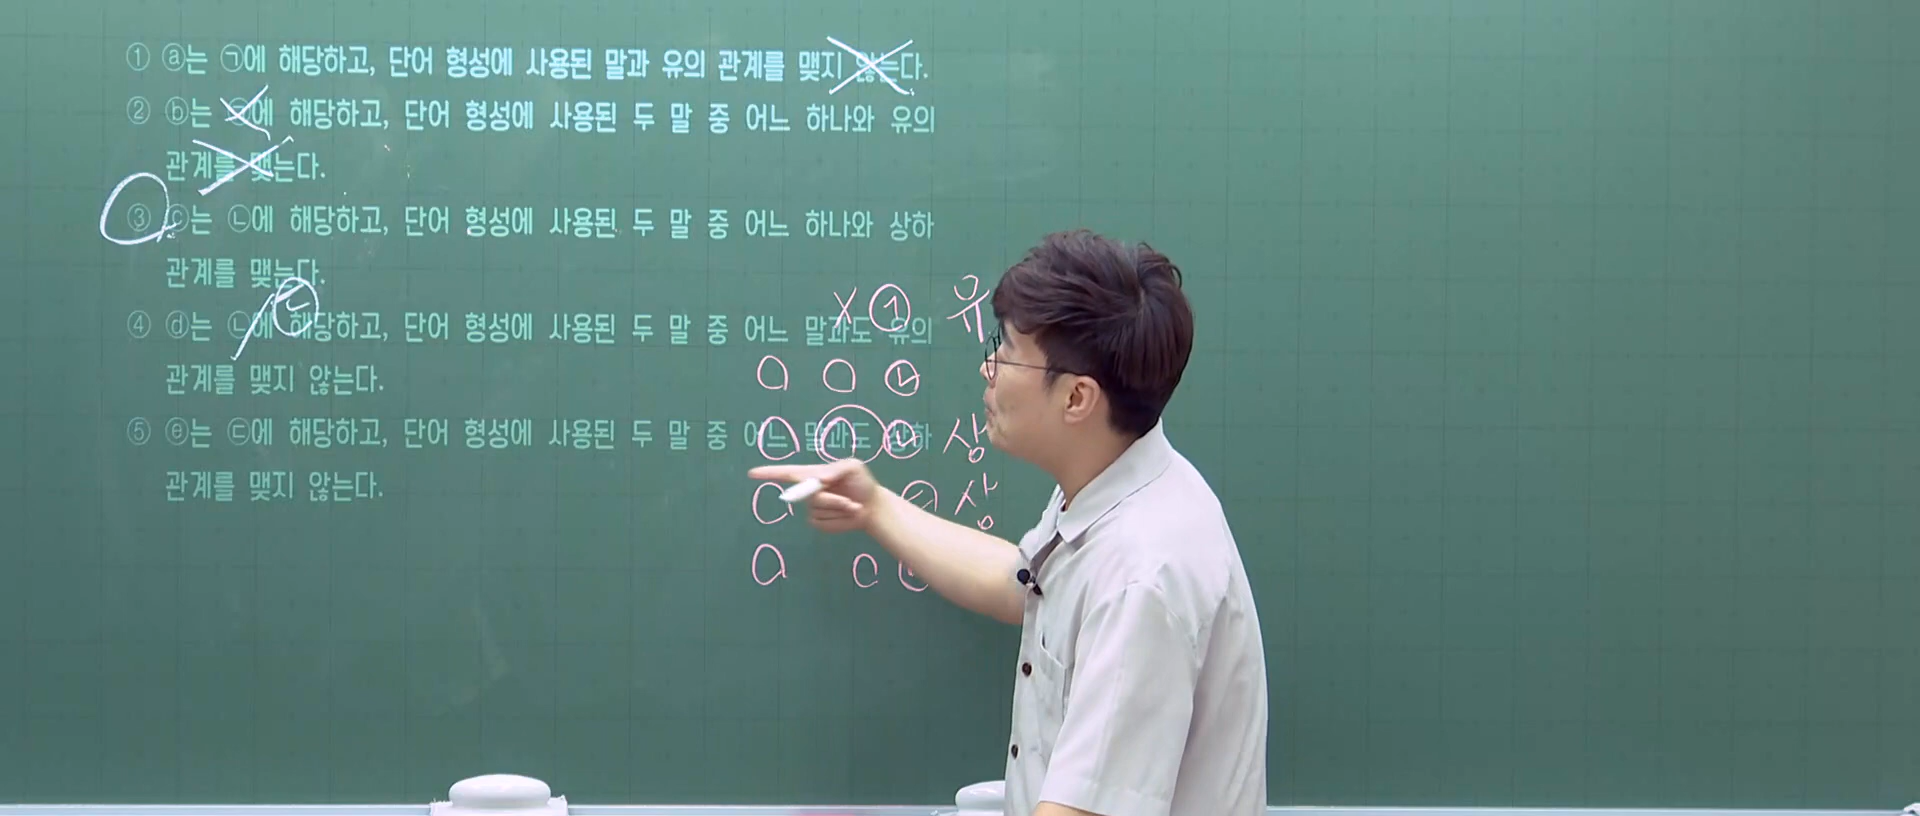 ① ⓐ는 ㉠에 해당하고, 단어 형성에 사용된 말과 유의 관계를 맺지 않는다.
② ⓑ는 에 해당하고, 단어 형성에 사용된 두 말 중 어느 하나와 유의
관계를 맺는다.
③ ⓒ는 ㉡에 해당하고, 단어 형성에 사용된 두 말 중 어느 하나와 상하
관계를 맺는다.
④ ⓓ는 ㉡에 해당하고, 단어 형성에 사용된 두 말 중 어느 말과도 유의
관계를 맺지 않는다.
⑤ ⓔ는 ㉢에 해당하고, 단어 형성에 사용된 두 말 중 어느 말과도 상하
관계를 맺지 않는다.
X 유
O O ㉡
O O ㉡ 상
O 상
O O